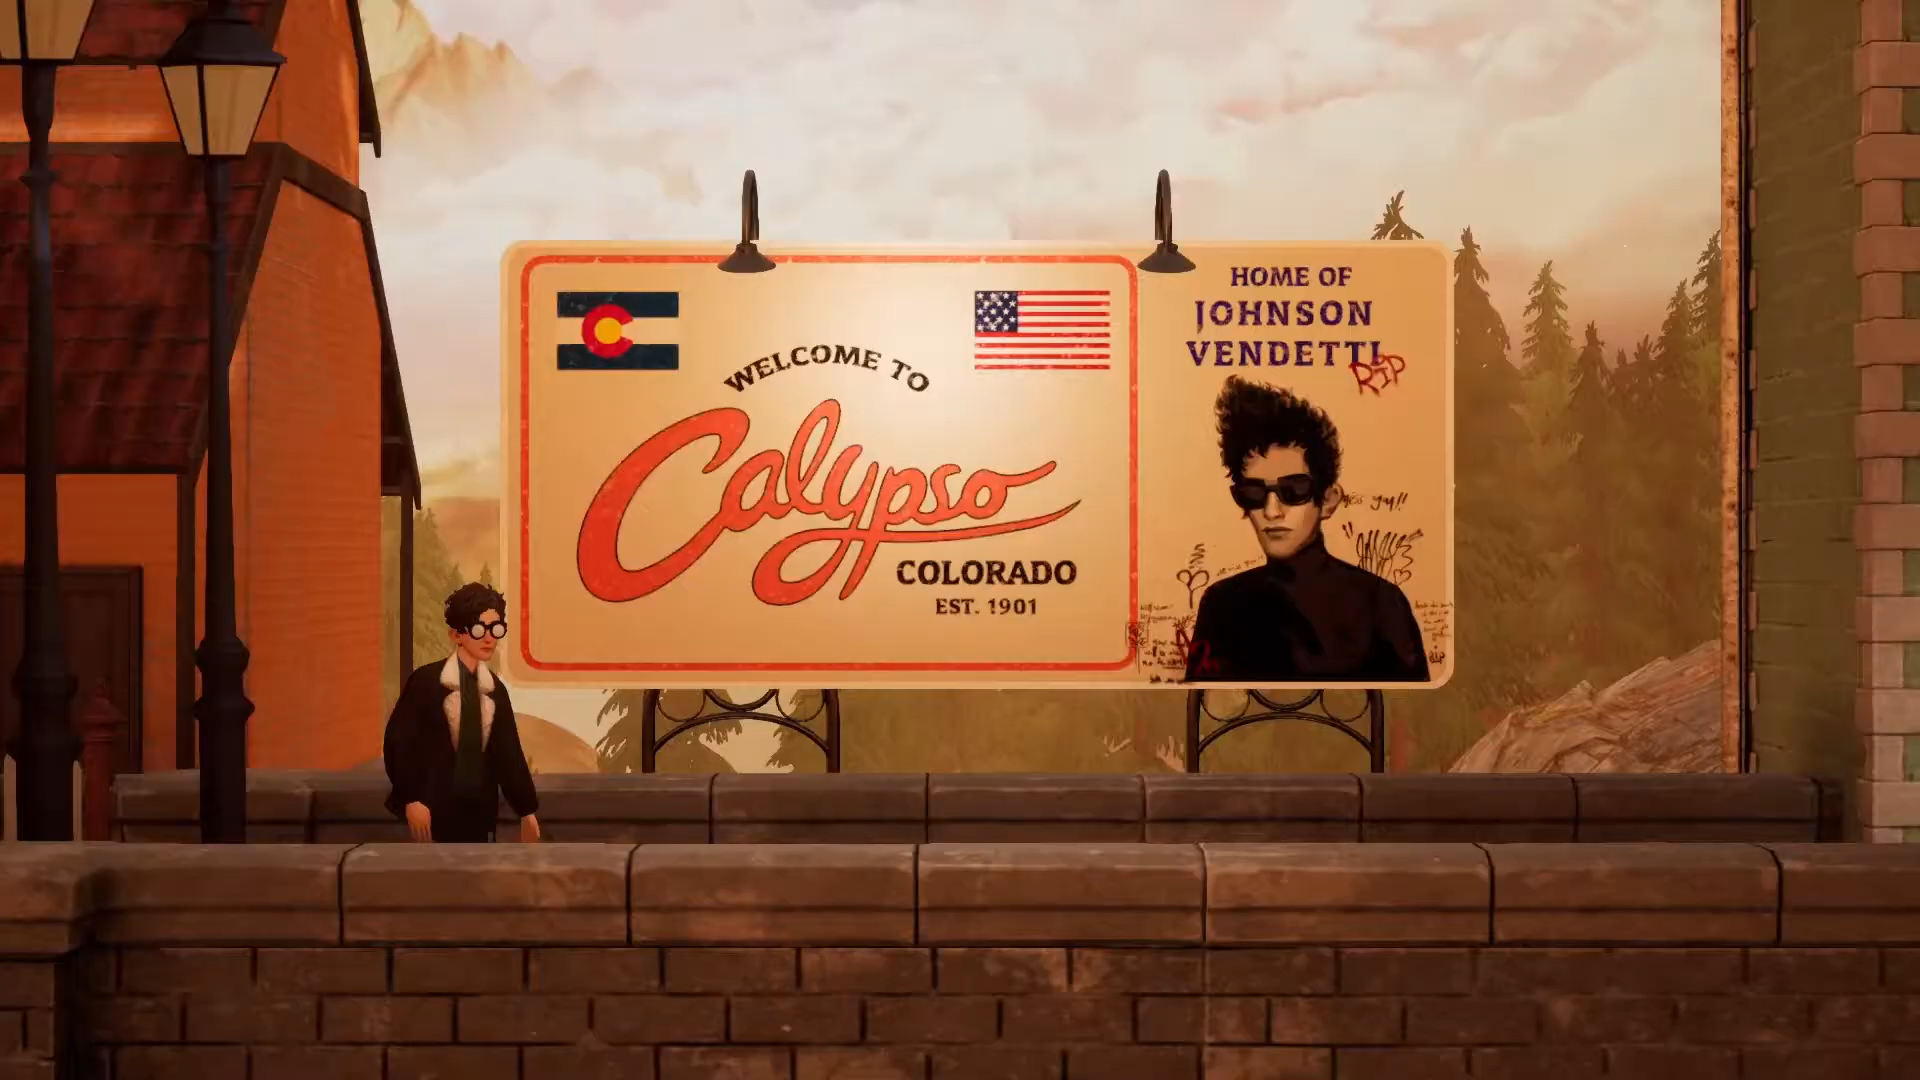 WELCOME TO
Calypso
COLORADO
EST. 1901
HOME OF
JOHNSON
VENDETTI
RIP